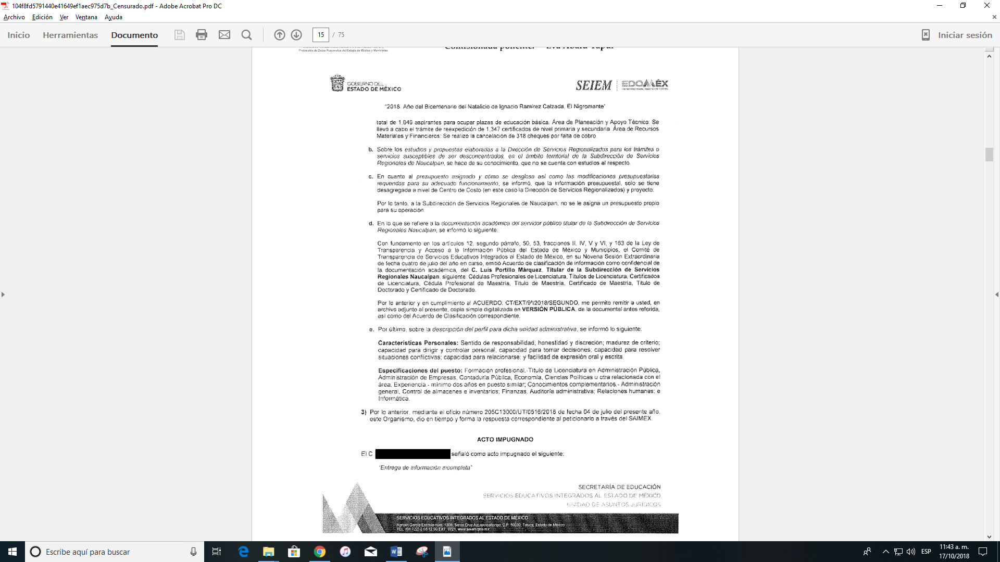 104f8fd5791440e41649ef1aec975d7b_Censurado.pdf - Adobe Acrobat Pro DC
Archivo Edición Ver Ventana Ayuda
Inicio Herramientas Documento 15 / 75 Iniciar sesión
Protección de Datos Personales del Estado de México y Municipios
Comisionada ponente: Eva Abaid Yapur
GOBIERNO DEL
ESTADO DE MÉXICO
SEIEM EDOMÉX
"2018. Año del Bicentenario del Natalicio de Ignacio Ramírez Calzada, El Nigromante"
total de 1,646 aspirantes para ocupar plazas de educación básica. Área de Planeación y Apoyo Técnico: Se
llevó a cabo el trámite de reexpedición de 1,347 certificados de nivel primaria y secundaria. Área de Recursos
Materiales y Financieros: Se realizó la cancelación de 318 cheques por falta de cobro.
b. Sobre los estudios y propuestas elaboradas a la Dirección de Servicios Regionalizados para los trámites o
servicios susceptibles de ser desconcentrados, en el ámbito territorial de la Subdirección de Servicios
Regionales de Naucalpan, se hace de su conocimiento, que no se cuenta con estudios al respecto.
c. En cuanto al presupuesto asignado y cómo se desglosa así como las modificaciones presupuestarias
requeridas para su adecuado funcionamiento, se informó, que la información presupuestal, solo se tiene
desagregada a nivel de Centro de Costo (en este caso la Dirección de Servicios Regionalizados) y proyecto.
Por lo tanto, a la Subdirección de Servicios Regionales de Naucalpan, no se le asigna un presupuesto propio
para su operación.
d. En lo que se refiere a la documentación académica del servidor público titular de la Subdirección de Servicios
Regionales Naucalpan, se informó lo siguiente:
Con fundamento en los artículos 12, segundo párrafo, 50, 53, fracciones II, IV, V y VI, y 163 de la Ley de
Transparencia y Acceso a la Información Pública del Estado de México y Municipios, el Comité de
Transparencia de Servicios Educativos Integrados al Estado de México, en su Novena Sesión Extraordinaria
de fecha cuatro de julio del año en curso, emitió Acuerdo de clasificación de información como confidencial de
la documentación académica, del C. Luis Portillo Márquez, Titular de la Subdirección de Servicios
Regionales Naucalpan, siguiente: Cédulas Profesionales de Licenciatura, Títulos de Licenciatura, Certificados
de Licenciatura, Cédula Profesional de Maestría, Título de Maestría, Certificado de Maestría, Título de
Doctorado y Certificado de Doctorado.
Por lo anterior y en cumplimiento al ACUERDO: CT/EXT/9ª/2018/SEGUNDO, me permito remitir a usted, en
archivo adjunto al presente, copia simple digitalizada en VERSIÓN PÚBLICA, de la documental antes referida,
así como del Acuerdo de Clasificación correspondiente.
e. Por último, sobre la descripción del perfil para dicha unidad administrativa, se informó lo siguiente:
Características Personales: Sentido de responsabilidad; honestidad y discreción; madurez de criterio;
capacidad para dirigir y controlar personal, capacidad para tomar decisiones; capacidad para resolver
situaciones conflictivas; capacidad para relacionarse; y facilidad de expresión oral y escrita.
Especificaciones del puesto: Formación profesional.-Título de Licenciatura en Administración Pública,
Administración de Empresas, Contaduría Pública, Economía, Ciencias Políticas u otra relacionada con el
área, Experiencia.- mínimo dos años en puesto similar; Conocimientos complementarios.- Administración
general, Control de almacenes e inventarios; Finanzas, Auditoría administrativa; Relaciones humanas; e
Informática.
3) Por lo anterior, mediante el oficio número 205C13000/UT/0516/2018 de fecha 04 de julio del presente año,
este Organismo, dio en tiempo y forma la respuesta correspondiente al peticionario a través del SAIMEX.
ACTO IMPUGNADO
El C señaló como acto impugnado el siguiente:
"Entrega de información incompleta"
SECRETARÍA DE EDUCACIÓN
SERVICIOS EDUCATIVOS INTEGRADOS AL ESTADO DE MÉXICO
UNIDAD DE ASUNTOS JURÍDICOS
SERVICIOS EDUCATIVOS INTEGRADOS AL ESTADO DE MÉXICO
Escribe aquí para buscar
ESP
11:43 a. m.
17/10/2018